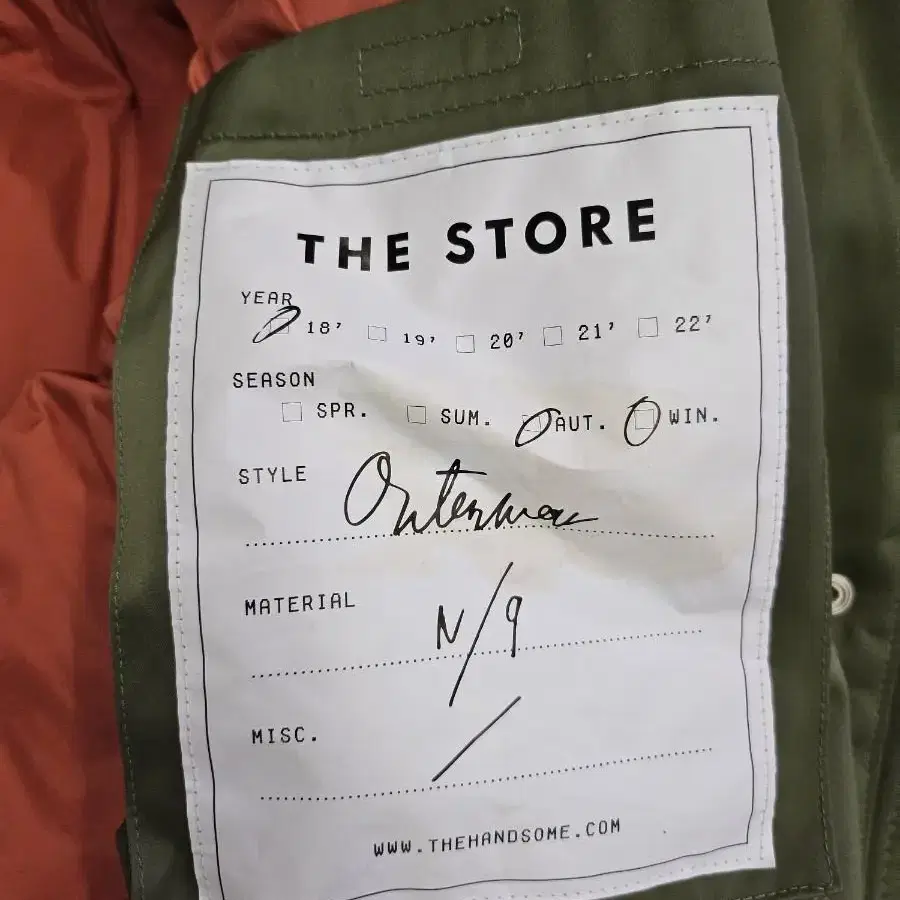 THE STORE
YEAR
18' 19' 20' 21' 22'
SEASON
SPR. SUM. AUT. WIN.
STYLE Outerwear
MATERIAL N/9
MISC. /
WWW.THEHANDSOME.COM